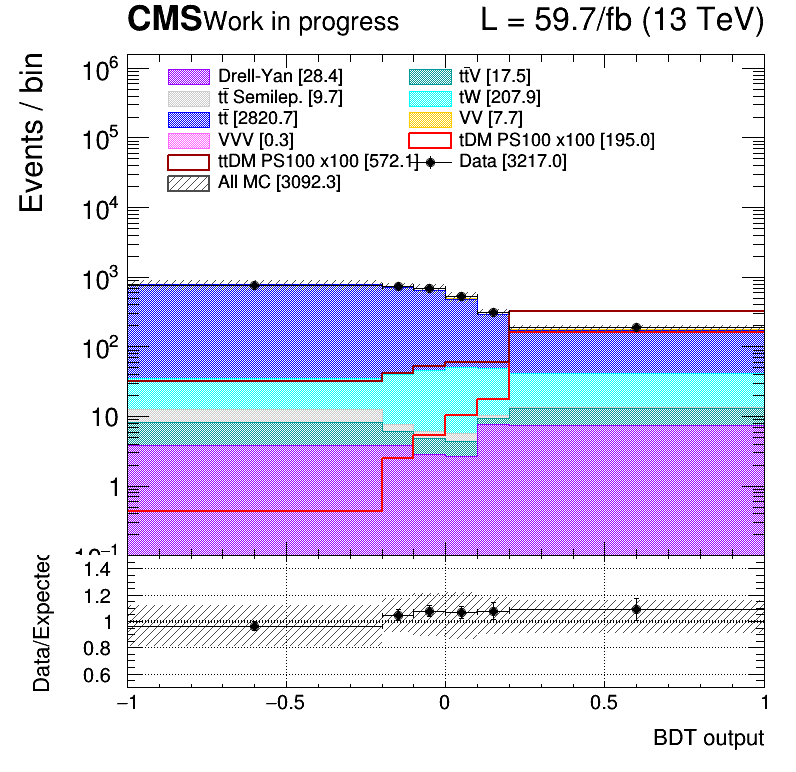 CMS Work in progress L = 59.7/fb (13 TeV)
Events / bin
10⁶
10⁵
10⁴
10³
10²
10
1
10⁻¹
Drell-Yan [28.4] tt̄V [17.5]
tt̄ Semilep. [9.7] tW [207.9]
tt̄ [2820.7] VV [7.7]
VVV [0.3] tDM PS100 x100 [195.0]
ttDM PS100 x100 [572.1] Data [3217.0]
All MC [3092.3]
Data/Expected
1.4
1.2
1
0.8
0.6
−1 −0.5 0 0.5 1
BDT output